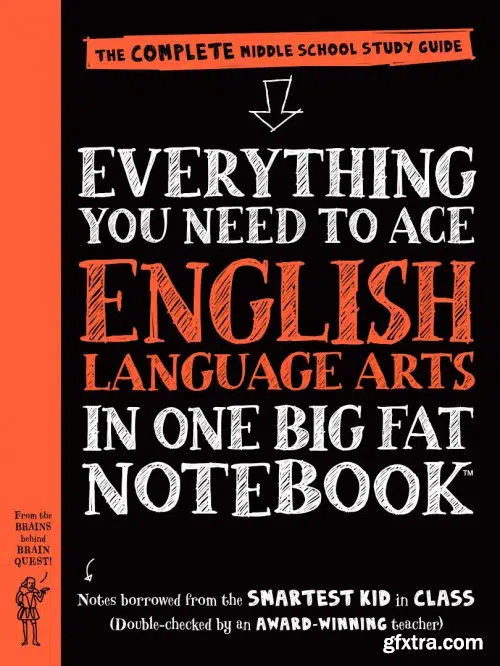 THE COMPLETE MIDDLE SCHOOL STUDY GUIDE
EVERYTHING
YOU NEED TO ACE
ENGLISH
LANGUAGE ARTS
IN ONE BIG FAT
NOTEBOOK™
From the
BRAINS
behind
BRAIN
QUEST!
Notes borrowed from the SMARTEST KID in CLASS
(Double-checked by an AWARD-WINNING teacher)
gfxtra.com